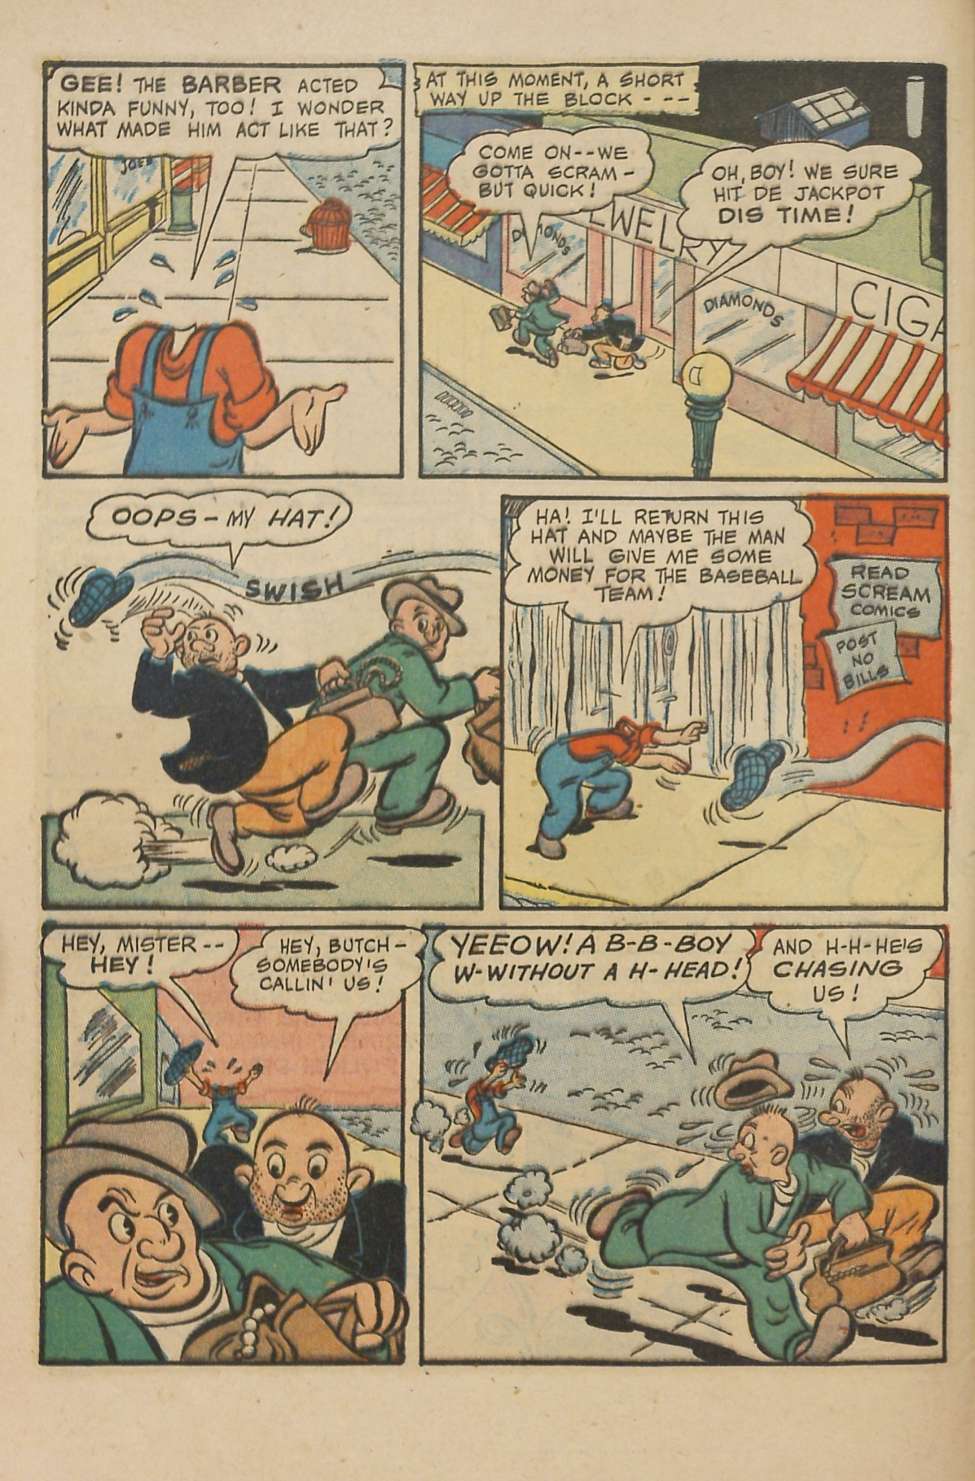 GEE! THE BARBER ACTED
KINDA FUNNY, TOO! I WONDER
WHAT MADE HIM ACT LIKE THAT?
JOE'S
AT THIS MOMENT, A SHORT
WAY UP THE BLOCK - - -
COME ON--WE
GOTTA SCRAM-
BUT QUICK!
OH, BOY! WE SURE
HIT DE JACKPOT
DIS TIME!
JEWELRY
DIAMONDS
DIAMONDS
CIGA
OOPS-MY HAT!
SWISH
HA! I'LL RETURN THIS
HAT AND MAYBE THE MAN
WILL GIVE ME SOME
MONEY FOR THE BASEBALL
TEAM!
READ
SCREAM
COMICS
POST
NO
BILLS
HEY, MISTER--
HEY!
HEY, BUTCH-
SOMEBODY'S
CALLIN' US!
YEEOW! A B-B-BOY
W-WITHOUT A H-HEAD!
AND H-H-HE'S
CHASING
US!